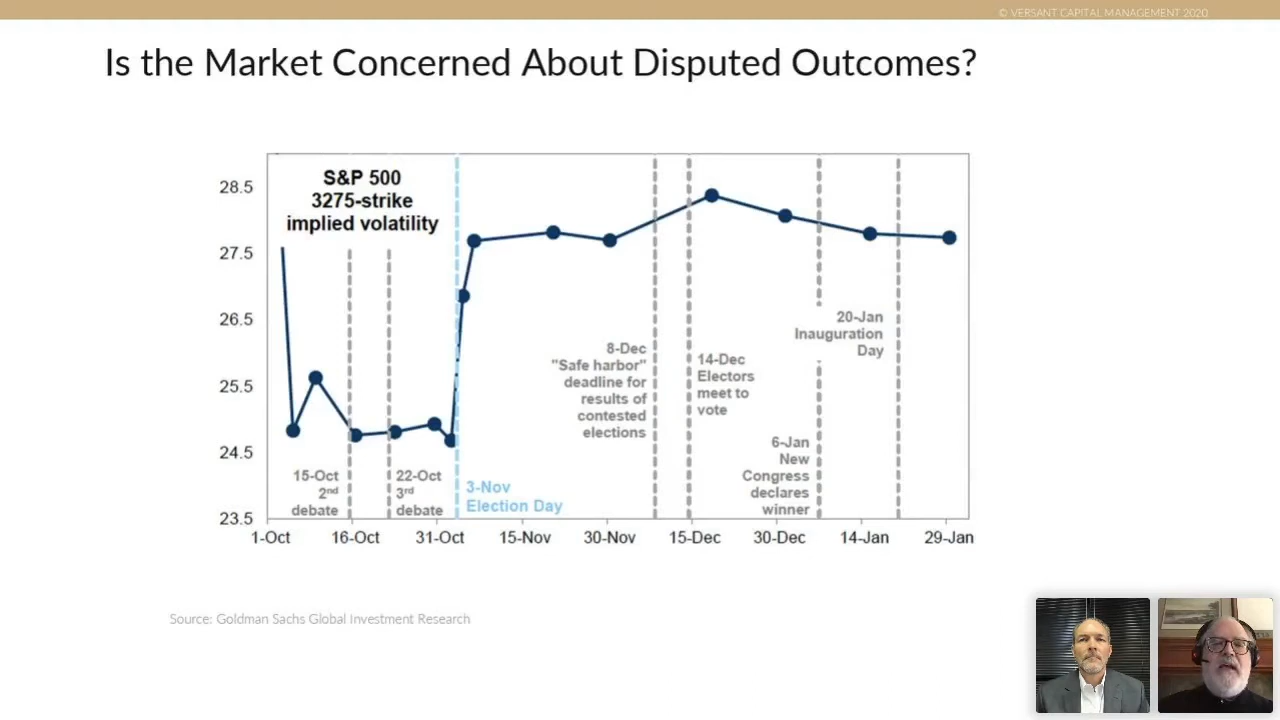 © VERSANT CAPITAL MANAGEMENT 2020
Is the Market Concerned About Disputed Outcomes?
S&P 500
3275-strike
implied volatility
28.5
27.5
26.5
25.5
24.5
23.5
15-Oct
2nd
debate
22-Oct
3rd
debate
3-Nov
Election Day
8-Dec
"Safe harbor"
deadline for
results of
contested
elections
14-Dec
Electors
meet to
vote
6-Jan
New
Congress
declares
winner
20-Jan
Inauguration
Day
1-Oct
16-Oct
31-Oct
15-Nov
30-Nov
15-Dec
30-Dec
14-Jan
29-Jan
Source: Goldman Sachs Global Investment Research